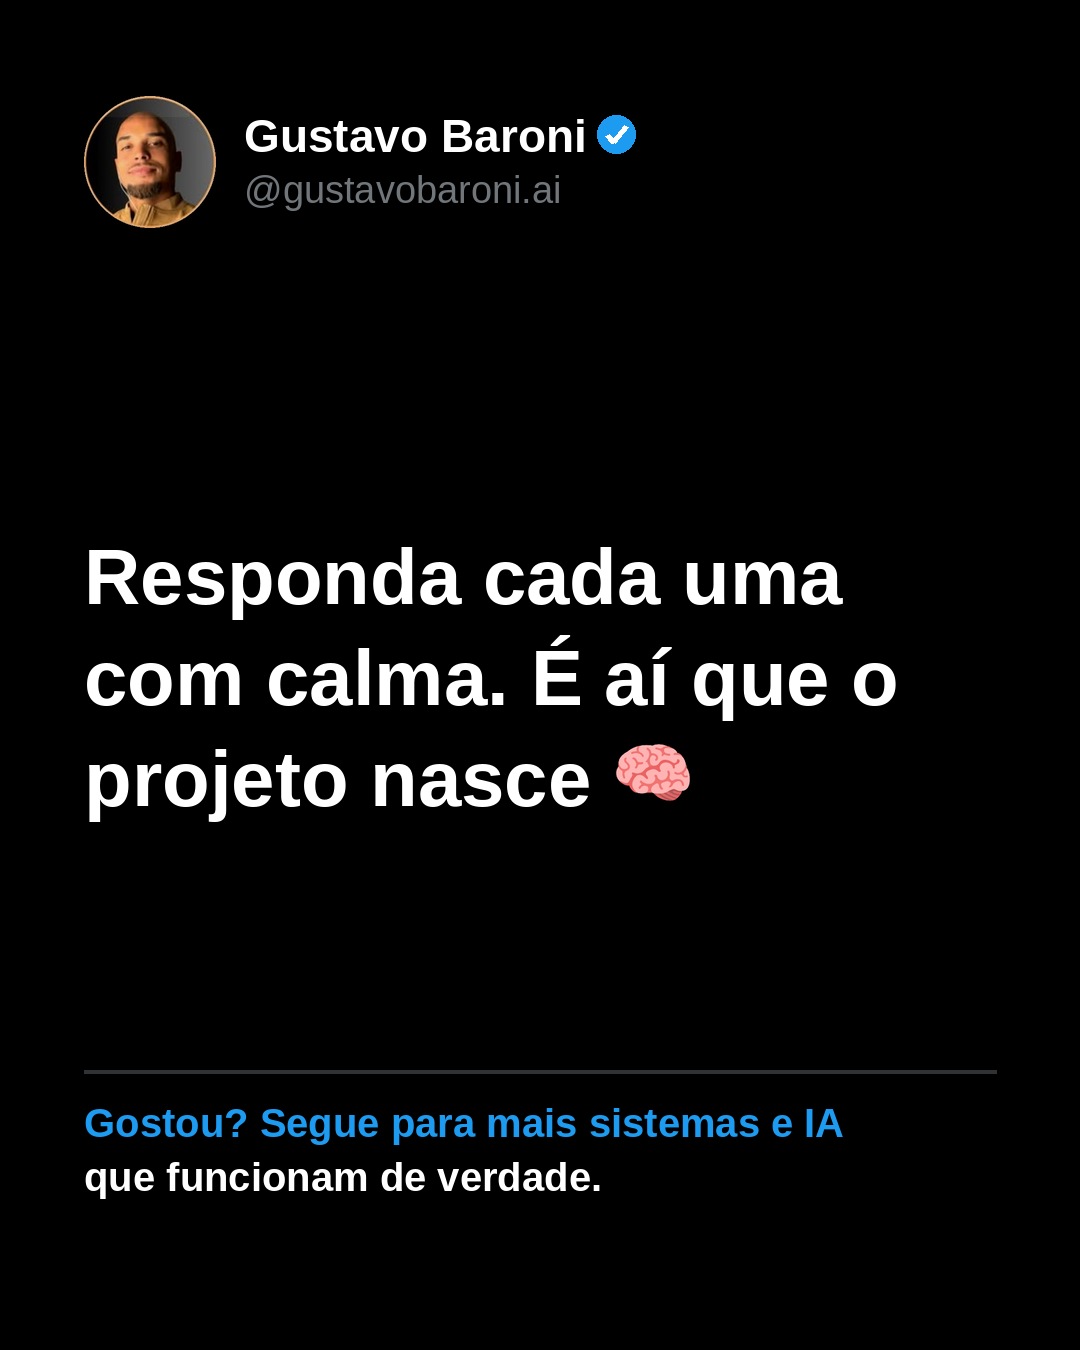 Gustavo Baroni
@gustavobaroni.ai
Responda cada uma
com calma. É aí que o
projeto nasce 🧠
Gostou? Segue para mais sistemas e IA
que funcionam de verdade.